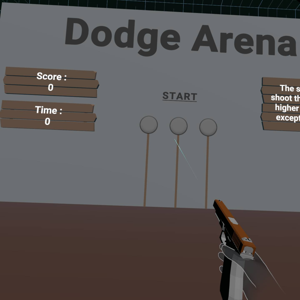 Dodge Arena
Score :
0
Time :
0
START
The s
shoot th
higher
except